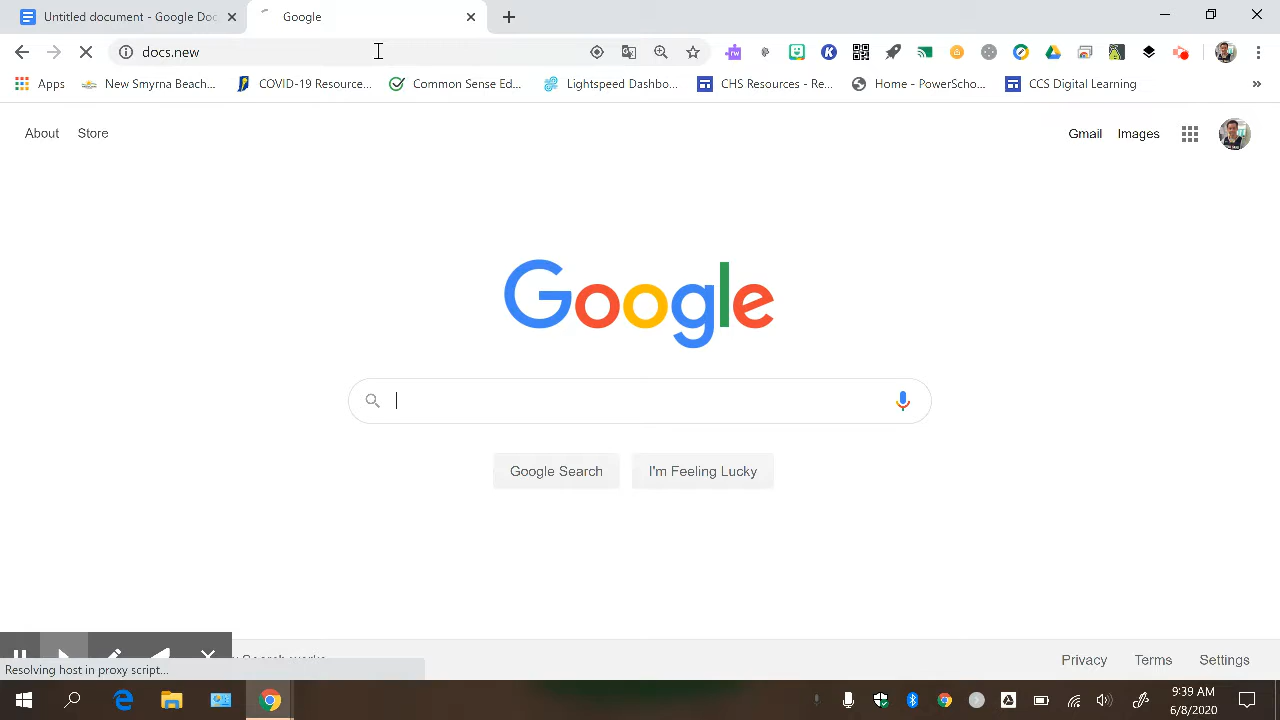 Untitled document - Google Doc
Google
docs.new
Apps
New Smyrna Beach...
COVID-19 Resource...
Common Sense Ed...
Lightspeed Dashbo...
CHS Resources - Re...
Home - PowerScho...
CCS Digital Learning
About
Store
Gmail
Images
Google
Google Search
I'm Feeling Lucky
Privacy
Terms
Settings
Resolving host in proxy script...
9:39 AM
6/8/2020